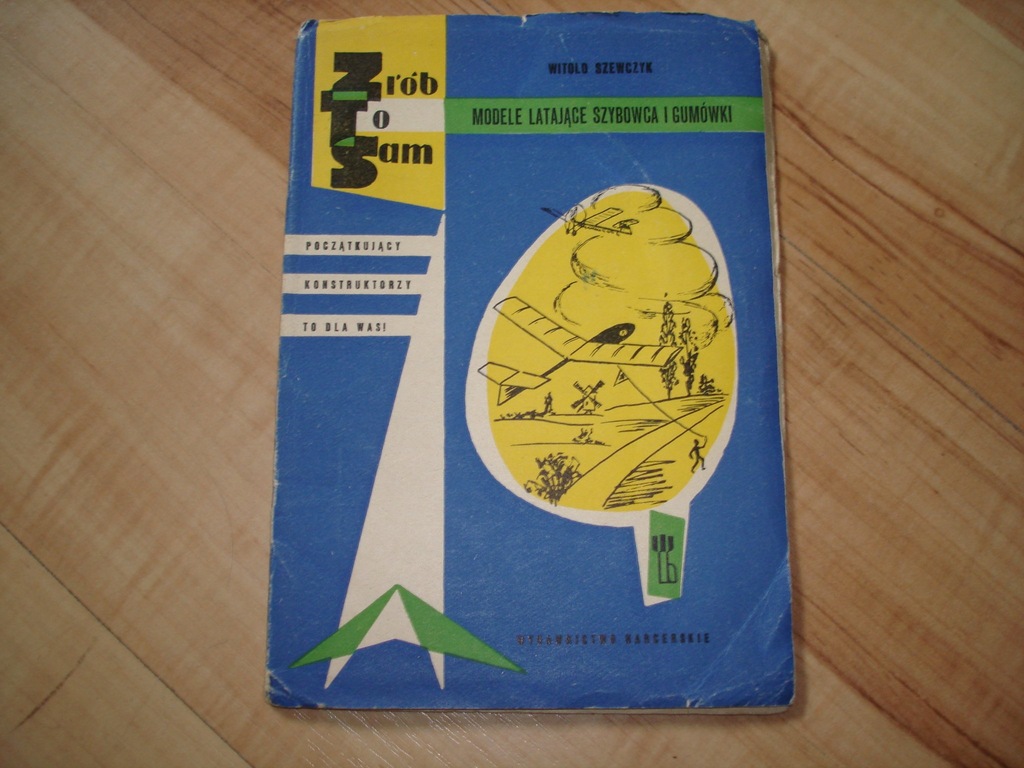 Zrób
To
Sam
WITOLD SZEWCZYK
MODELE LATAJĄCE SZYBOWCA I GUMÓWKI
POCZĄTKUJĄCY
KONSTRUKTORZY
TO DLA WAS!
WYDAWNICTWO HARCERSKIE